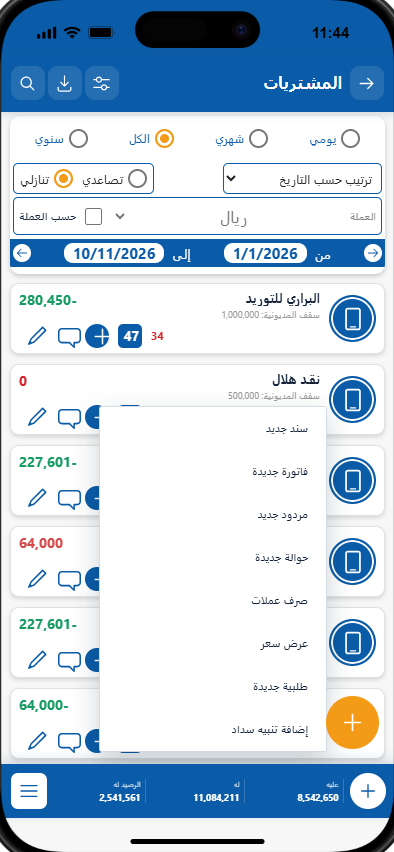 11:44
المشتريات
يومي
شهري
الكل
سنوي
ترتيب حسب التاريخ
تصاعدي
تنازلي
العملة
ريال
حسب العملة
من 1/1/2026 إلى 10/11/2026
البراري للتوريد
280,450-
سقف المديونية: 1,000,000
34
47
نقد هلال
0
سقف المديونية: 500,000
227,601-
64,000
227,601-
64,000-
سند جديد
فاتورة جديدة
مردود جديد
حوالة جديدة
صرف عملات
عرض سعر
طلبية جديدة
إضافة تنبيه سداد
عليه
8,542,650
له
11,084,211
الرصيد له
2,541,561